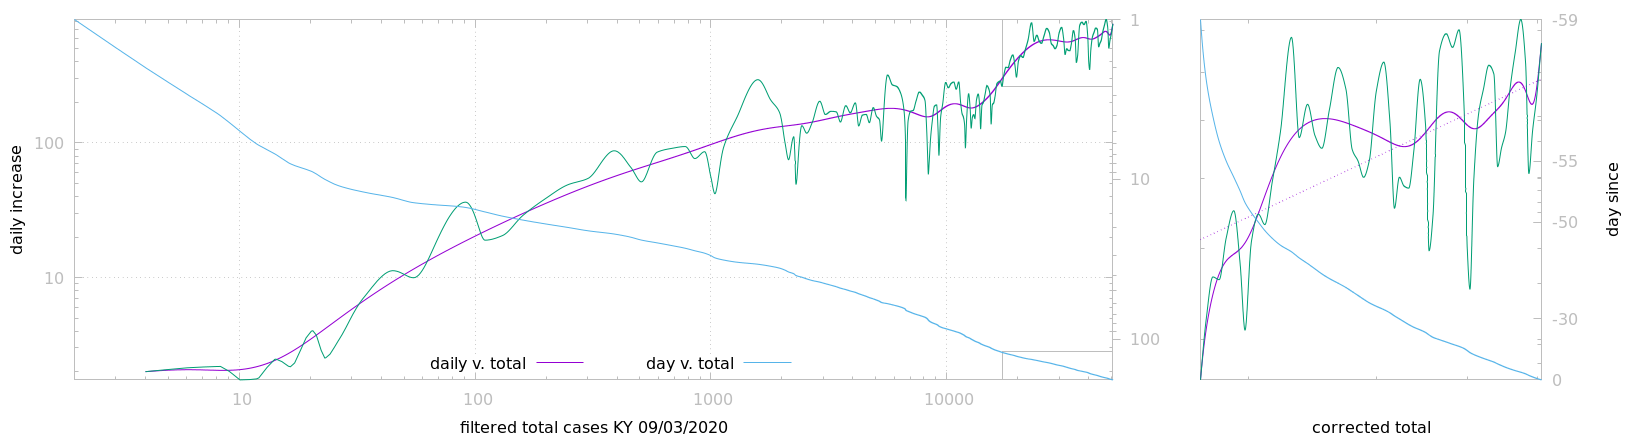 daily increase
100
10
1
10
100
daily v. total
day v. total
10
100
1000
10000
filtered total cases KY 09/03/2020
-59
-55
-50
-30
0
day since
corrected total